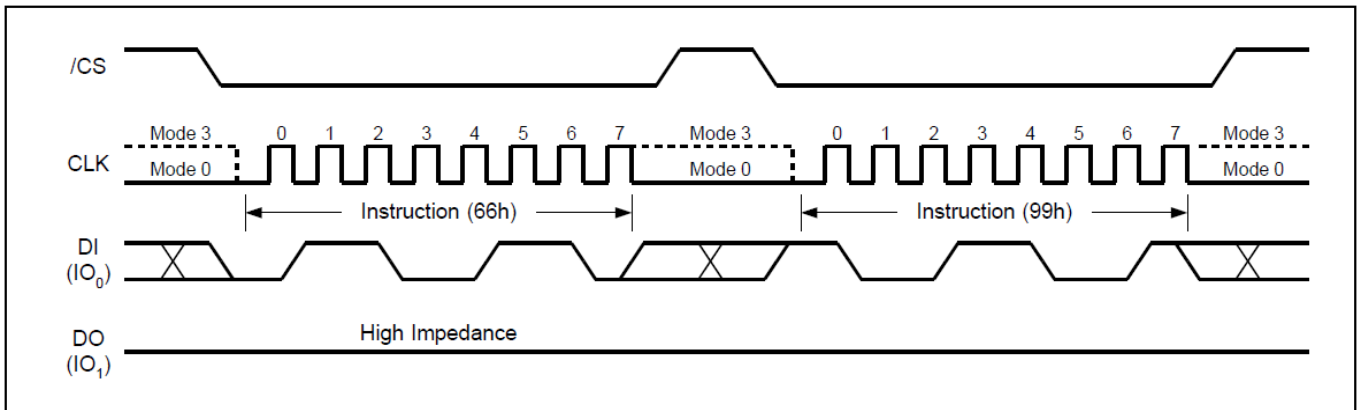 /CS
Mode 3 0 1 2 3 4 5 6 7 Mode 3 0 1 2 3 4 5 6 7 Mode 3
CLK
Mode 0 Mode 0 Mode 0
Instruction (66h) Instruction (99h)
DI
(IO0)
High Impedance
DO
(IO1)